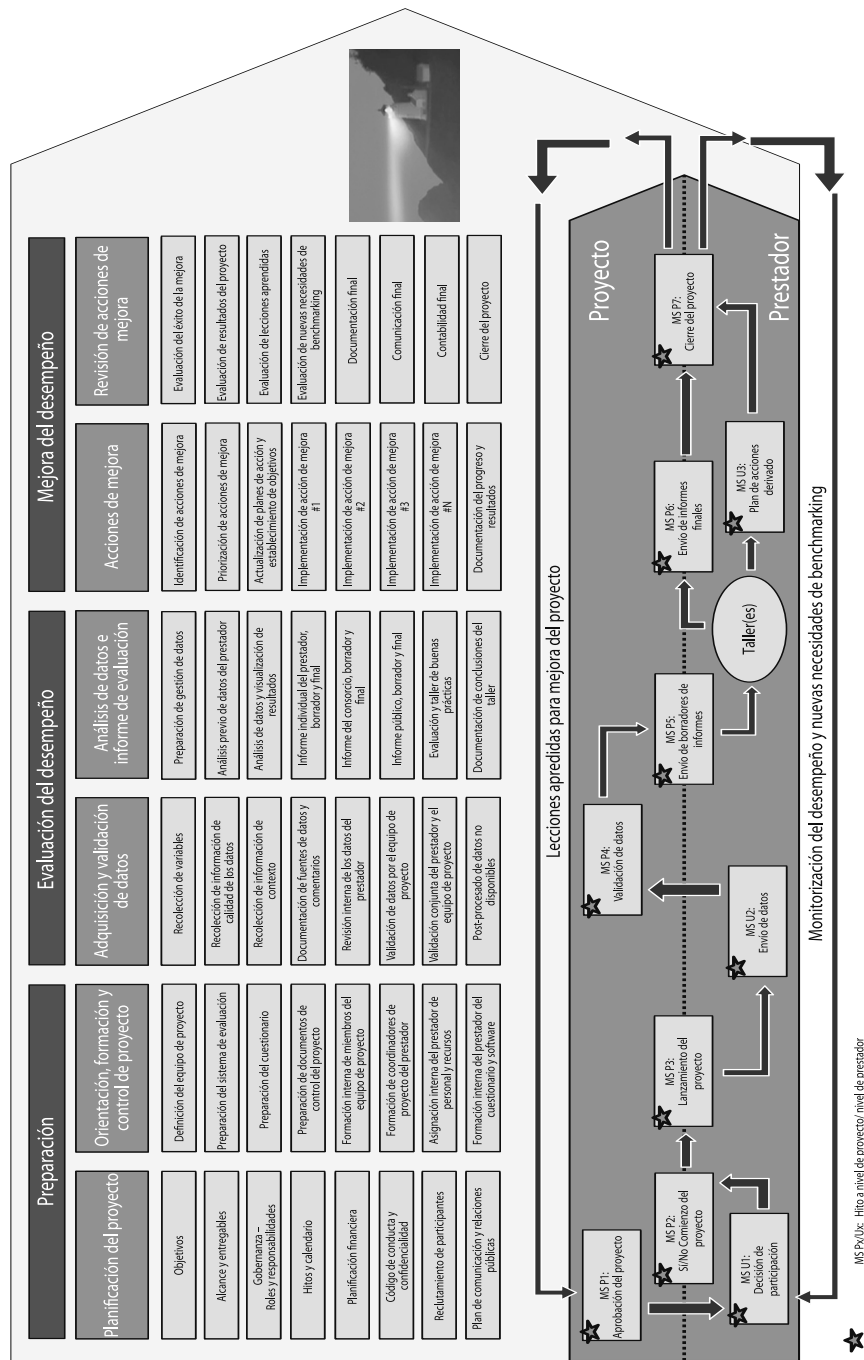 Preparación
Evaluación del desempeño
Mejora del desempeño
Planificación del proyecto
Orientación, formación y
control de proyecto
Adquisición y validación
de datos
Análisis de datos e
informe de evaluación
Acciones de mejora
Revisión de acciones de
mejora
Objetivos
Alcance y entregables
Gobernanza –
Roles y responsabilidades
Hitos y calendario
Planificación financiera
Código de conducta y
confidencialidad
Reclutamiento de participantes
Plan de comunicación y relaciones
públicas
Definición del equipo de proyecto
Preparación del sistema de evaluación
Preparación del cuestionario
Preparación de documentos de
control del proyecto
Formación interna de miembros del
equipo de proyecto
Formación de coordinadores de
proyecto del prestador
Asignación interna del prestador de
personal y recursos
Formación interna del prestador del
cuestionario y software
Recolección de variables
Recolección de información de
calidad de los datos
Recolección de información de
contexto
Documentación de fuentes de datos y
comentarios
Revisión interna de los datos del
prestador
Validación de datos por el equipo de
proyecto
Validación conjunta del prestador y el
equipo de proyecto
Post-procesado de datos no
disponibles
Preparación de gestión de datos
Análisis previo de datos del prestador
Análisis de datos y visualización de
resultados
Informe individual del prestador,
borrador y final
Informe del consorcio, borrador y
final
Informe público, borrador y final
Evaluación y taller de buenas
prácticas
Documentación de conclusiones del
taller
Identificación de acciones de mejora
Priorización de acciones de mejora
Actualización de planes de acción y
establecimiento de objetivos
Implementación de acción de mejora
#1
Implementación de acción de mejora
#2
Implementación de acción de mejora
#3
Implementación de acción de mejora
#N
Documentación del progreso y
resultados
Evaluación del éxito de la mejora
Evaluación de resultados del proyecto
Evaluación de lecciones aprendidas
Evaluación de nuevas necesidades de
benchmarking
Documentación final
Comunicación final
Contabilidad final
Cierre del proyecto
Lecciones apredidas para mejora del proyecto
Proyecto
Prestador
MS P1:
Aprobación del proyecto
MS P2:
Sí/No Comienzo del
proyecto
MS U1:
Decisión de
participación
MS P3:
Lanzamiento del
proyecto
MS U2:
Envío de datos
MS P4:
Validación de datos
MS P5:
Envío de borradores de
informes
Taller(es)
MS P6:
Envío de informes
finales
MS U3:
Plan de acciones
derivado
MS P7:
Cierre del proyecto
Monitorización del desempeño y nuevas necesidades de benchmarking
MS Px/Ux: Hito a nivel de proyecto/ nivel de prestador